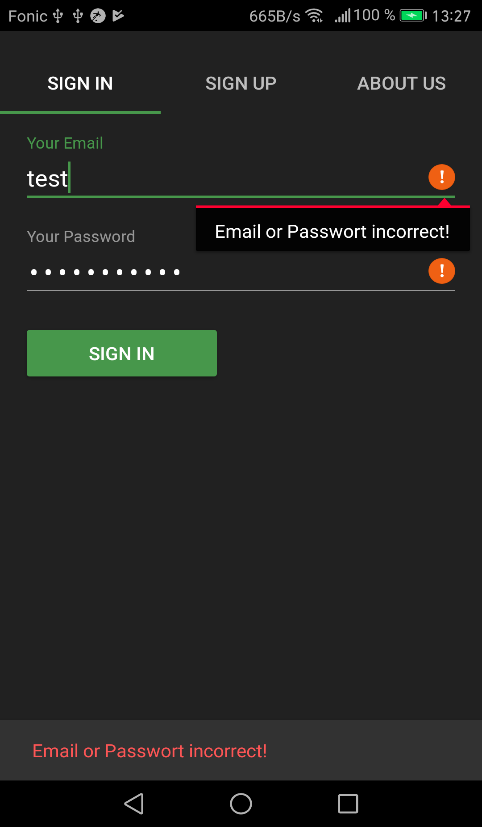 Fonic 665B/s 100 % 13:27
SIGN IN SIGN UP ABOUT US
Your Email
test
Email or Passwort incorrect!
Your Password
SIGN IN
Email or Passwort incorrect!